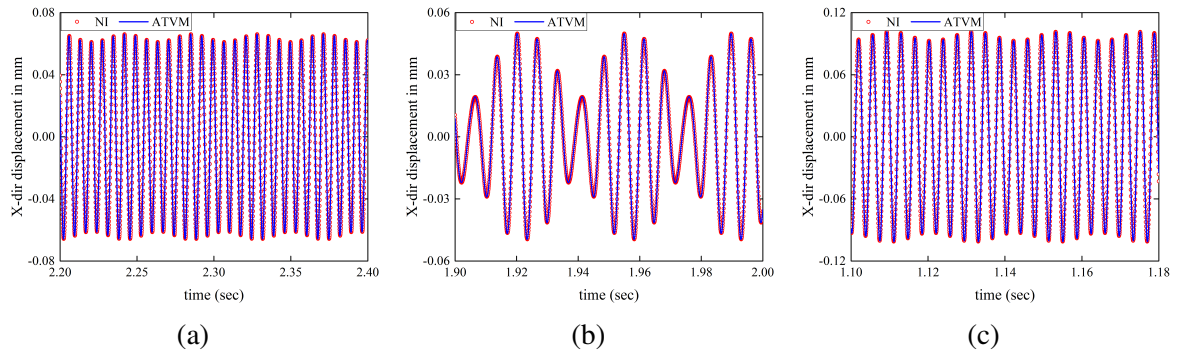 NI ATVM
X-dir displacement in mm
0.08
0.04
0.00
-0.04
-0.08
2.20 2.25 2.30 2.35 2.40
time (sec)
(a)
NI ATVM
X-dir displacement in mm
0.06
0.03
0.00
-0.03
-0.06
1.90 1.92 1.94 1.96 1.98 2.00
time (sec)
(b)
NI ATVM
X-dir displacement in mm
0.12
0.06
0.00
-0.06
-0.12
1.10 1.12 1.14 1.16 1.18
time (sec)
(c)